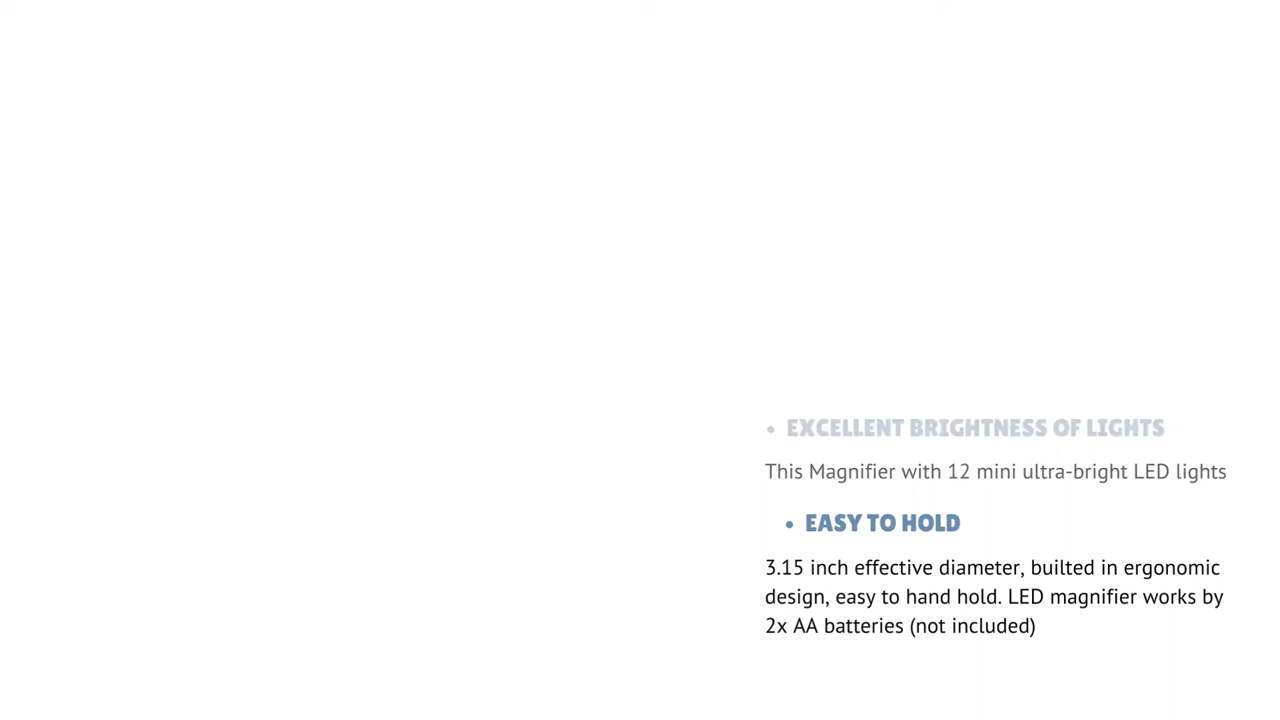 • EXCELLENT BRIGHTNESS OF LIGHTS
This Magnifier with 12 mini ultra-bright LED lights
• EASY TO HOLD
3.15 inch effective diameter, builted in ergonomic
design, easy to hand hold. LED magnifier works by
2x AA batteries (not included)